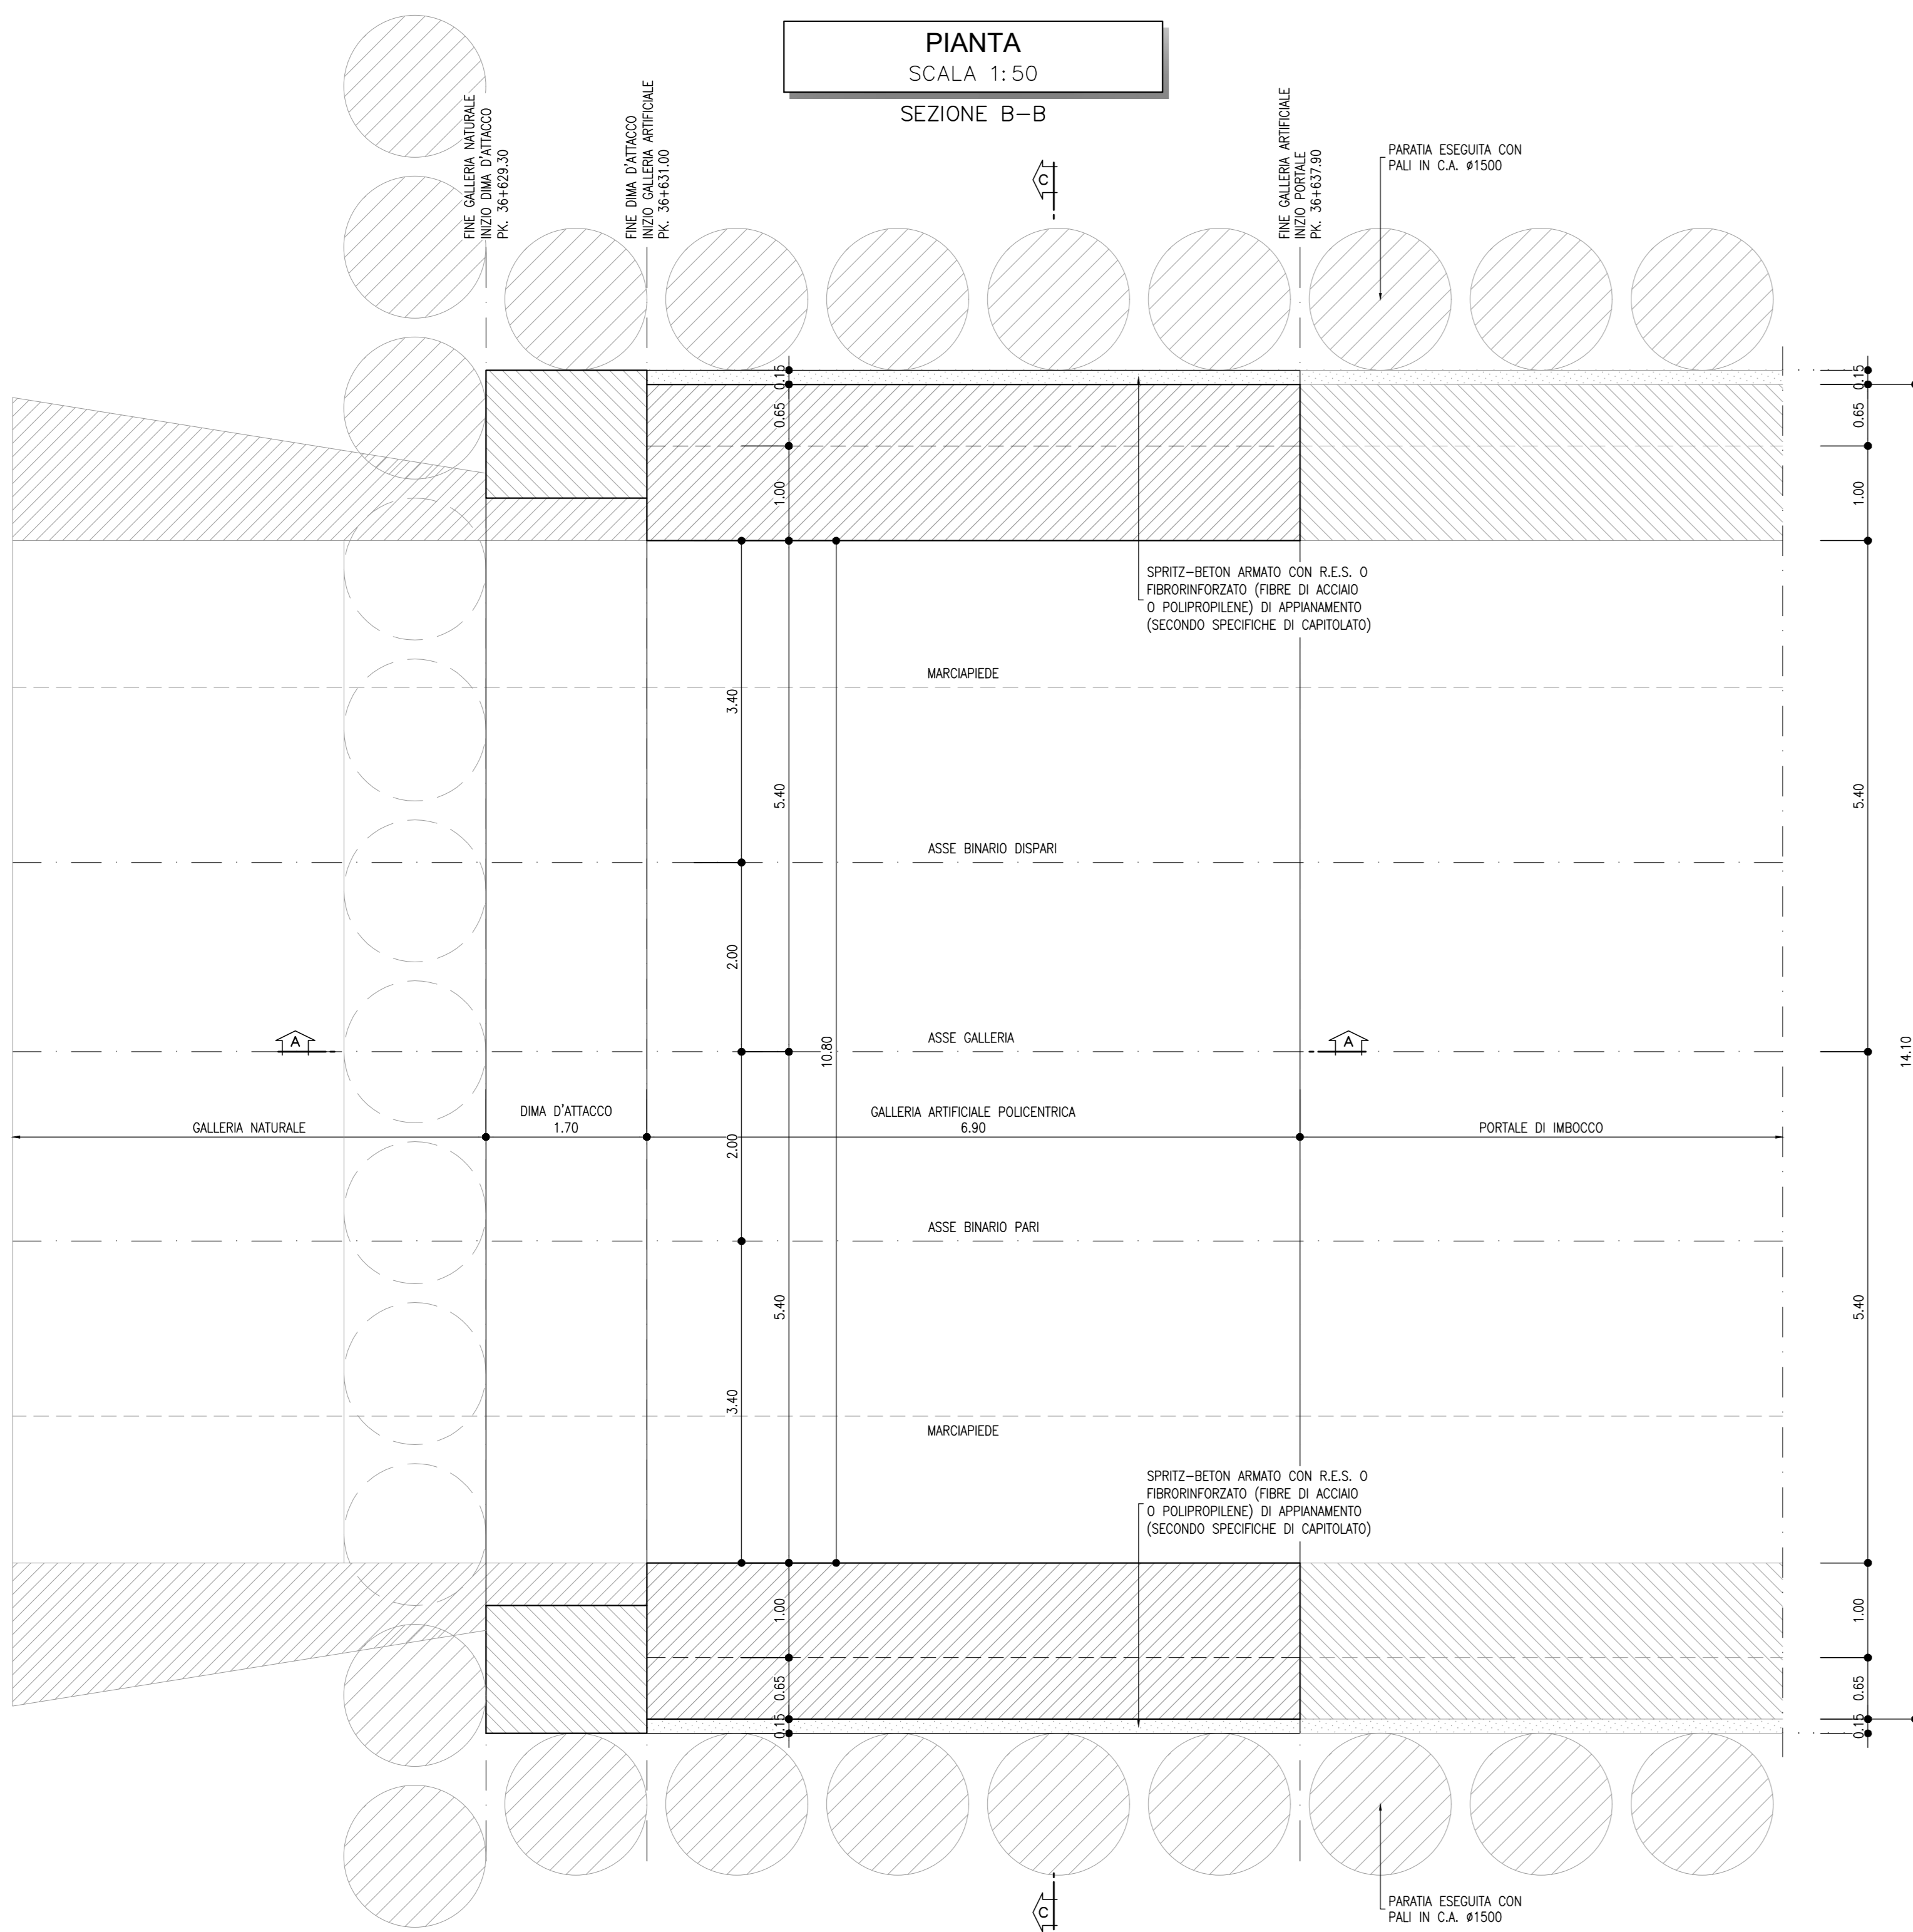 PIANTA
SCALA 1:50
SEZIONE B-B
FINE GALLERIA NATURALE
INIZIO DIMA D'ATTACCO
PK. 36+629.30
FINE DIMA D'ATTACCO
INIZIO GALLERIA ARTIFICIALE
PK. 36+631.00
FINE GALLERIA ARTIFICIALE
INIZIO PORTALE
PK. 36+637.90
C
PARATIA ESEGUITA CON
PALI IN C.A. ø1500
0.15
0.65
1.00
0.15
0.65
1.00
SPRITZ-BETON ARMATO CON R.E.S. O
FIBRORINFORZATO (FIBRE DI ACCIAIO
O POLIPROPILENE) DI APPIANAMENTO
(SECONDO SPECIFICHE DI CAPITOLATO)
MARCIAPIEDE
3.40
5.40
5.40
ASSE BINARIO DISPARI
2.00
A
ASSE GALLERIA
A
10.80
14.10
GALLERIA NATURALE
DIMA D'ATTACCO
1.70
GALLERIA ARTIFICIALE POLICENTRICA
6.90
PORTALE DI IMBOCCO
2.00
ASSE BINARIO PARI
5.40
5.40
3.40
MARCIAPIEDE
SPRITZ-BETON ARMATO CON R.E.S. O
FIBRORINFORZATO (FIBRE DI ACCIAIO
O POLIPROPILENE) DI APPIANAMENTO
(SECONDO SPECIFICHE DI CAPITOLATO)
1.00
0.65
0.15
1.00
0.65
0.15
C
PARATIA ESEGUITA CON
PALI IN C.A. ø1500